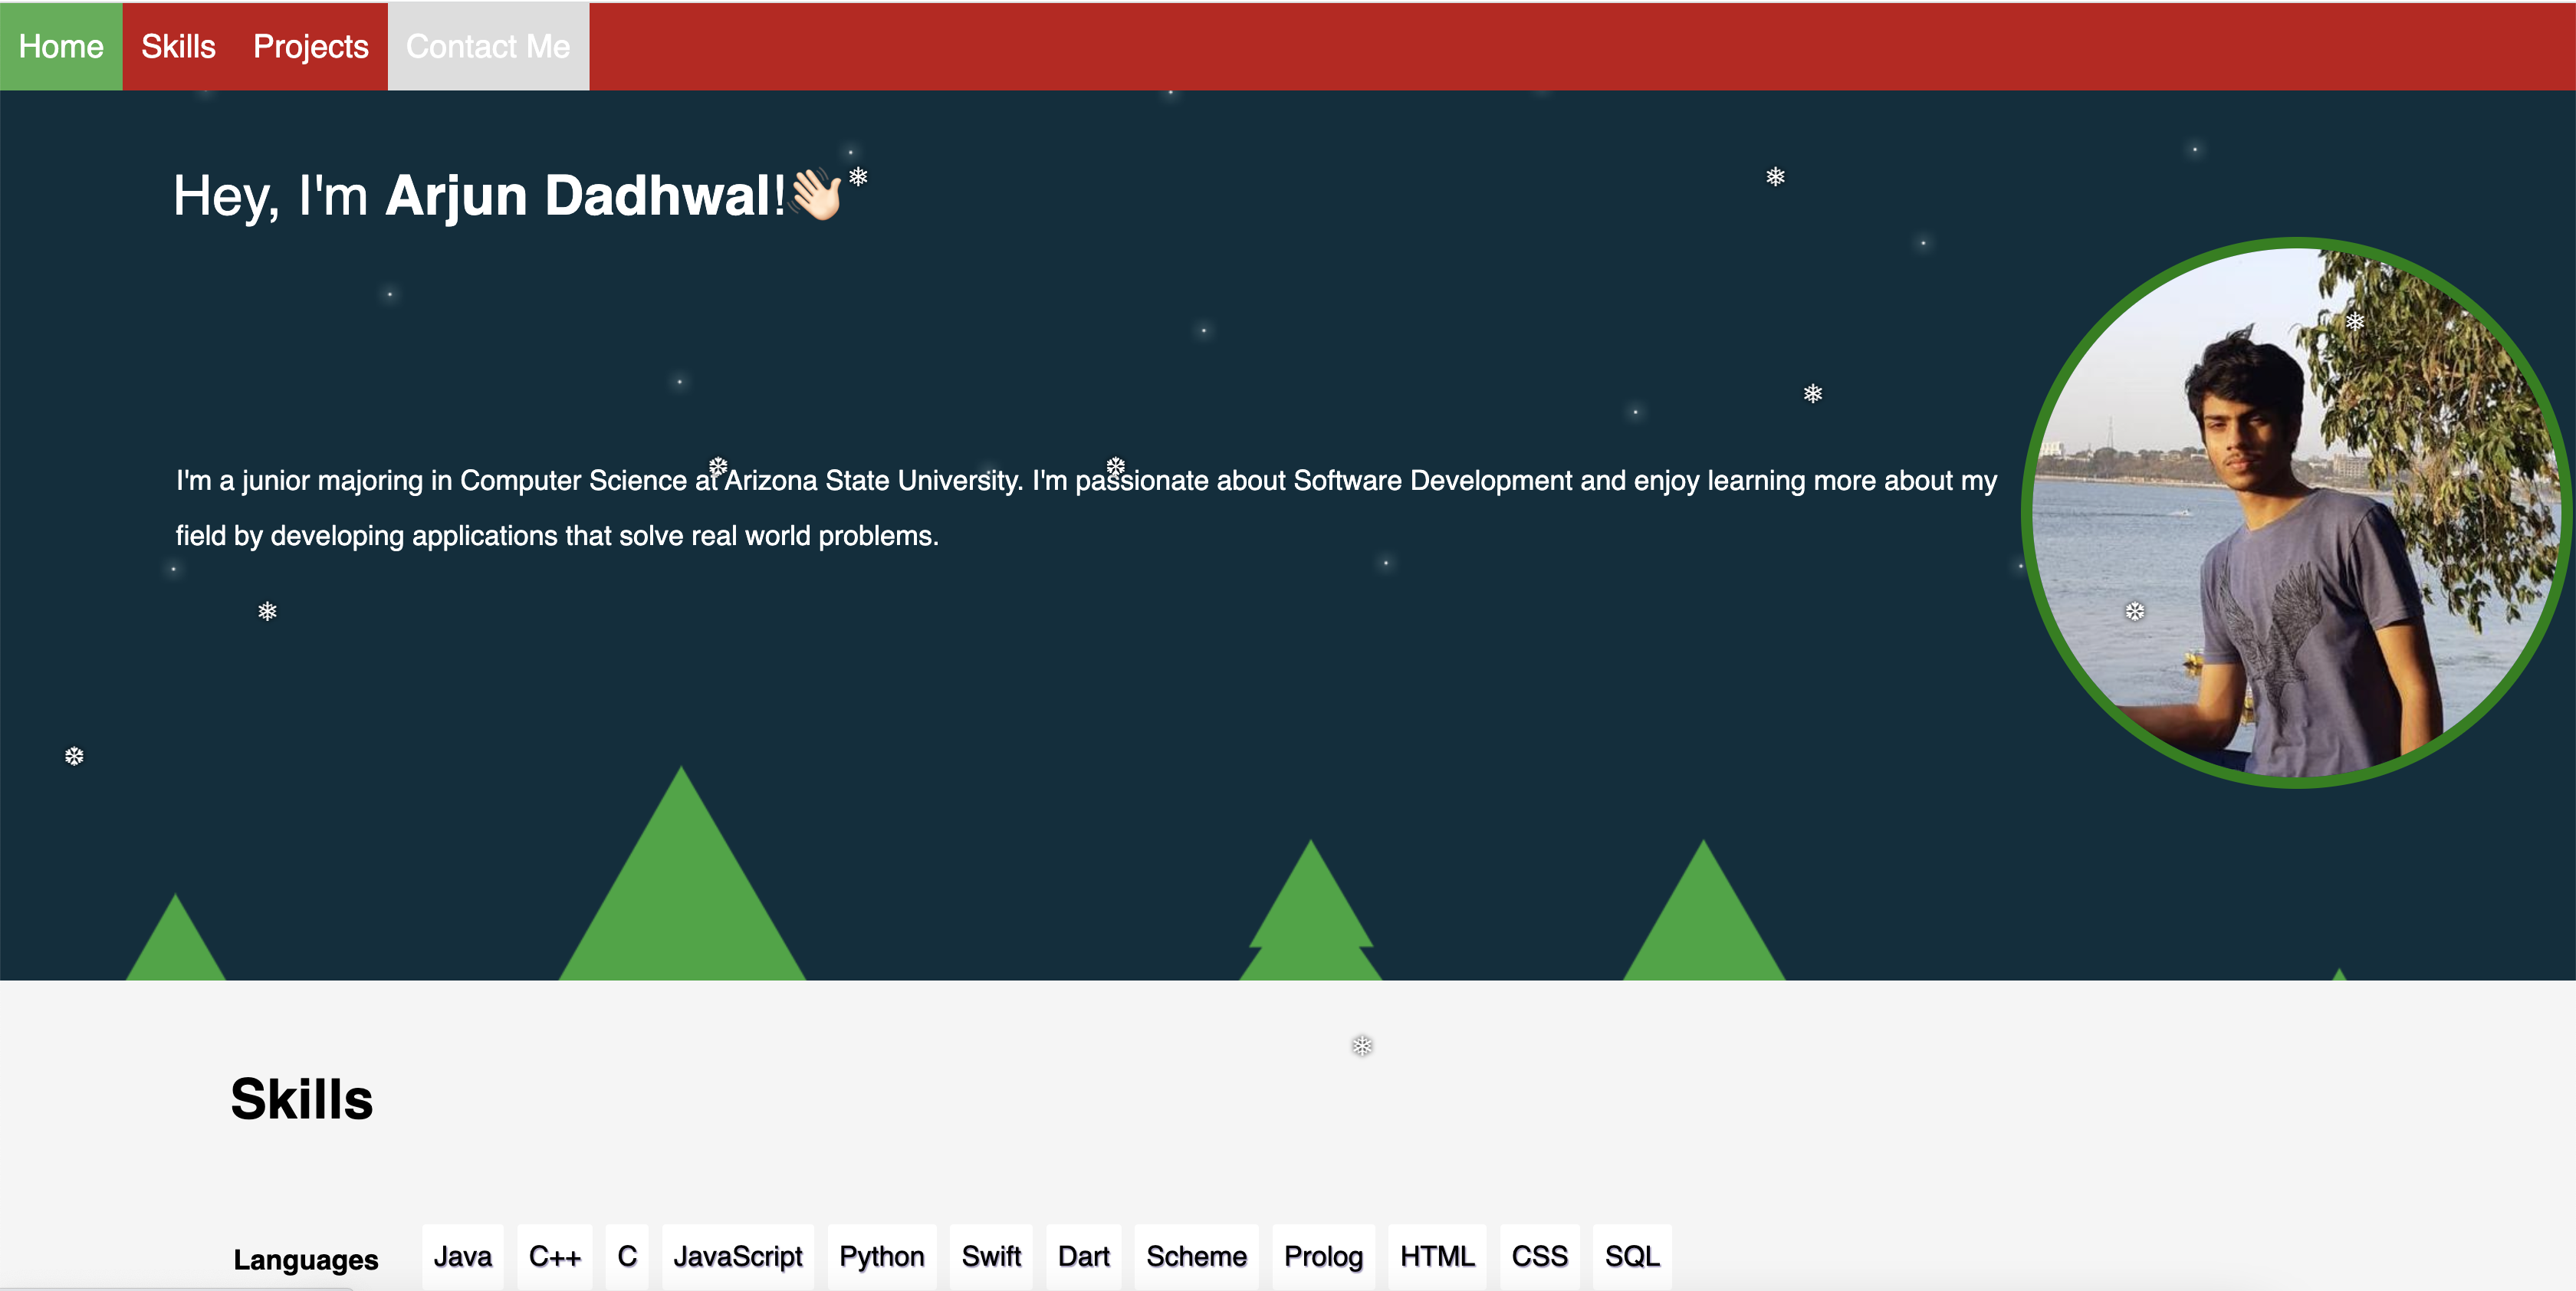 Home Skills Projects Contact Me
Hey, I'm Arjun Dadhwal!👋🏻
I'm a junior majoring in Computer Science at Arizona State University. I'm passionate about Software Development and enjoy learning more about my
field by developing applications that solve real world problems.
Skills
Languages Java C++ C JavaScript Python Swift Dart Scheme Prolog HTML CSS SQL